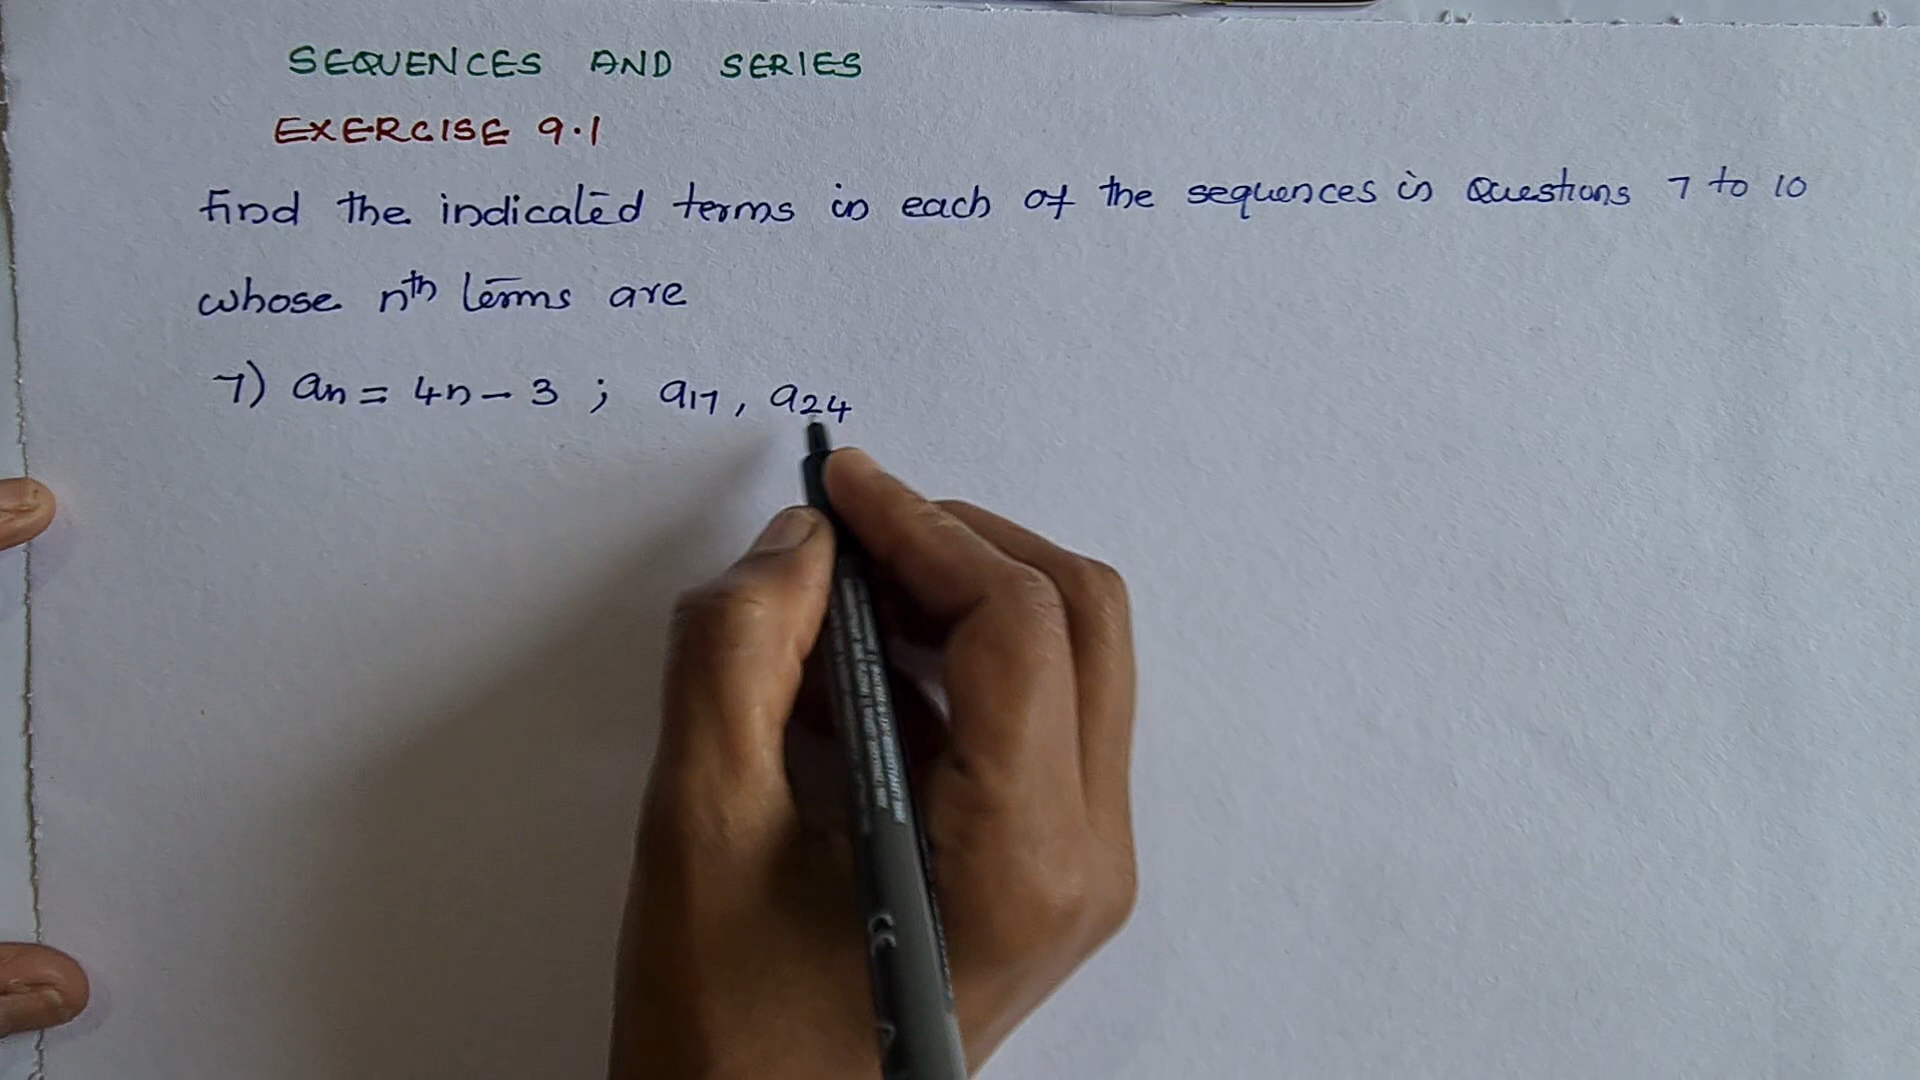 SEQUENCES AND SERIES
EXERCISE 9.1
Find the indicated terms in each of the sequences in Questions 7 to 10
whose nth terms are
7) an = 4n - 3 ; a17, a24